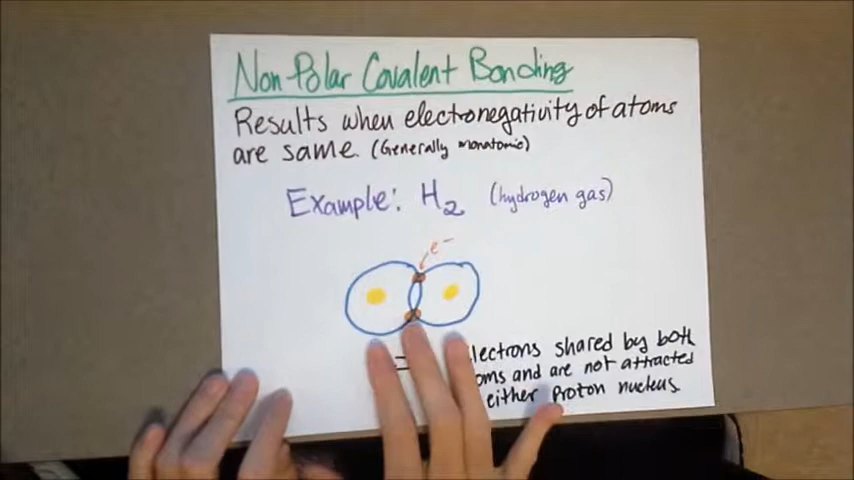 Non-Polar Covalent Bonding
Results when electronegativity of atoms
are same. (Generally monatomic)
Example: H₂ (hydrogen gas)
e⁻
lectrons shared by both
oms and are not attracted
either proton nucleus.